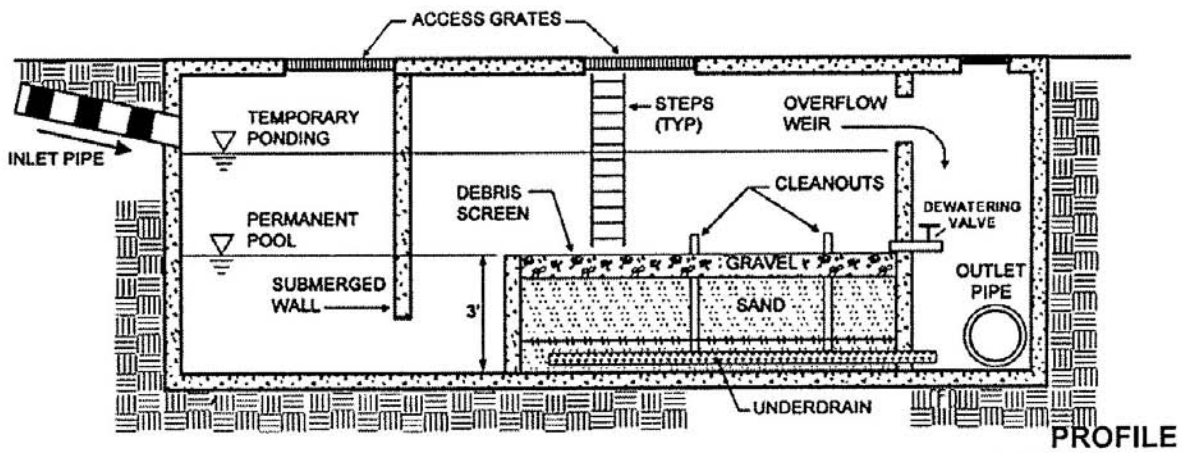 ACCESS GRATES
TEMPORARY
PONDING
STEPS
(TYP)
OVERFLOW
WEIR
INLET PIPE
DEBRIS
SCREEN
CLEANOUTS
PERMANENT
POOL
DEWATERING
VALVE
GRAVEL
SUBMERGED
WALL
3'
SAND
OUTLET
PIPE
UNDERDRAIN
PROFILE